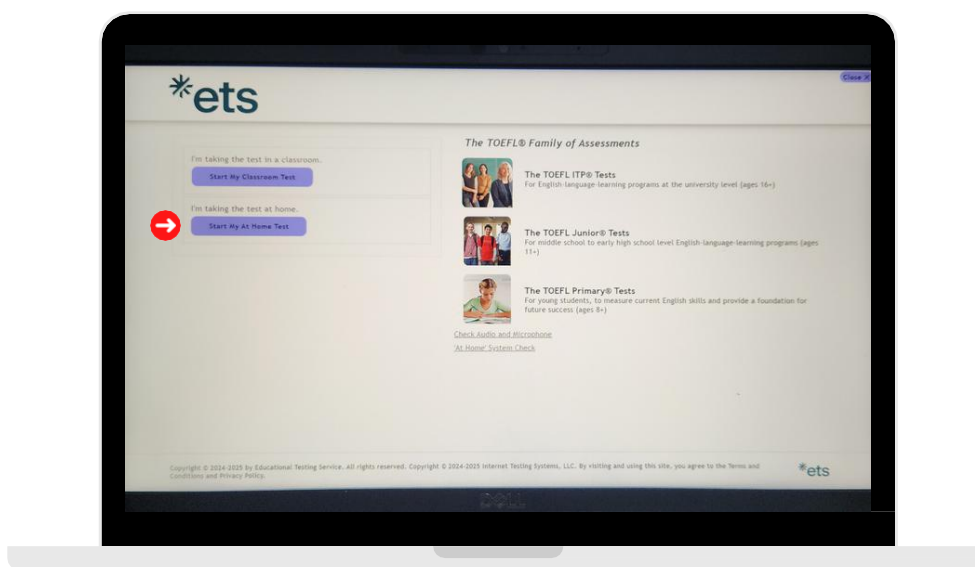 *ets
Close X
I'm taking the test in a classroom.
Start My Classroom Test
I'm taking the test at home.
Start My At Home Test
The TOEFL® Family of Assessments
The TOEFL ITP® Tests
For English-language-learning programs at the university level (ages 16+)
The TOEFL Junior® Tests
For middle school to early high school level English-language-learning programs (ages
11+)
The TOEFL Primary® Tests
For young students, to measure current English skills and provide a foundation for
future success (ages 8+)
Check Audio and Microphone
'At Home' System Check
Copyright © 2024-2025 by Educational Testing Service. All rights reserved. Copyright © 2024-2025 Internet Testing Systems, LLC. By visiting and using this site, you agree to the Terms and
Conditions and Privacy Policy.
*ets
DELL